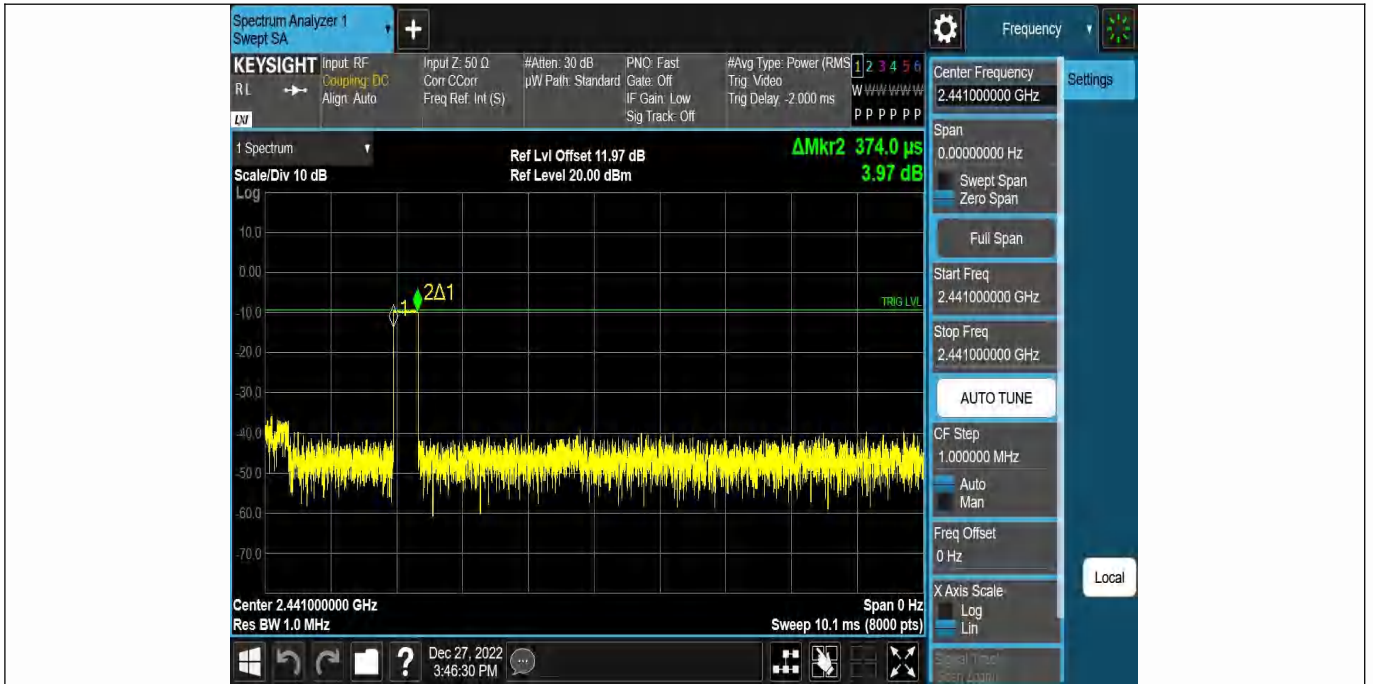 Spectrum Analyzer 1
Swept SA
Frequency
KEYSIGHT
R L
LXI
Input: RF
Coupling: DC
Align: Auto
Input Z: 50 Ω
Corr CCorr
Freq Ref: Int (S)
#Atten: 30 dB
µW Path: Standard
PNO: Fast
Gate: Off
IF Gain: Low
Sig Track: Off
#Avg Type: Power (RMS
Trig: Video
Trig Delay: -2.000 ms
1 2 3 4 5 6
W W W W W W
P P P P P P
1 Spectrum
Scale/Div 10 dB
Ref Lvl Offset 11.97 dB
Ref Level 20.00 dBm
ΔMkr2 374.0 µs
3.97 dB
Log
10.0
0.00
-10.0
-20.0
-30.0
-40.0
-50.0
-60.0
-70.0
1
2Δ1
TRIG LVL
Center 2.441000000 GHz
Res BW 1.0 MHz
Span 0 Hz
Sweep 10.1 ms (8000 pts)
Center Frequency
2.441000000 GHz
Settings
Span
0.00000000 Hz
Swept Span
Zero Span
Full Span
Start Freq
2.441000000 GHz
Stop Freq
2.441000000 GHz
AUTO TUNE
CF Step
1.000000 MHz
Auto
Man
Freq Offset
0 Hz
X Axis Scale
Log
Lin
Local
Dec 27, 2022
3:46:30 PM